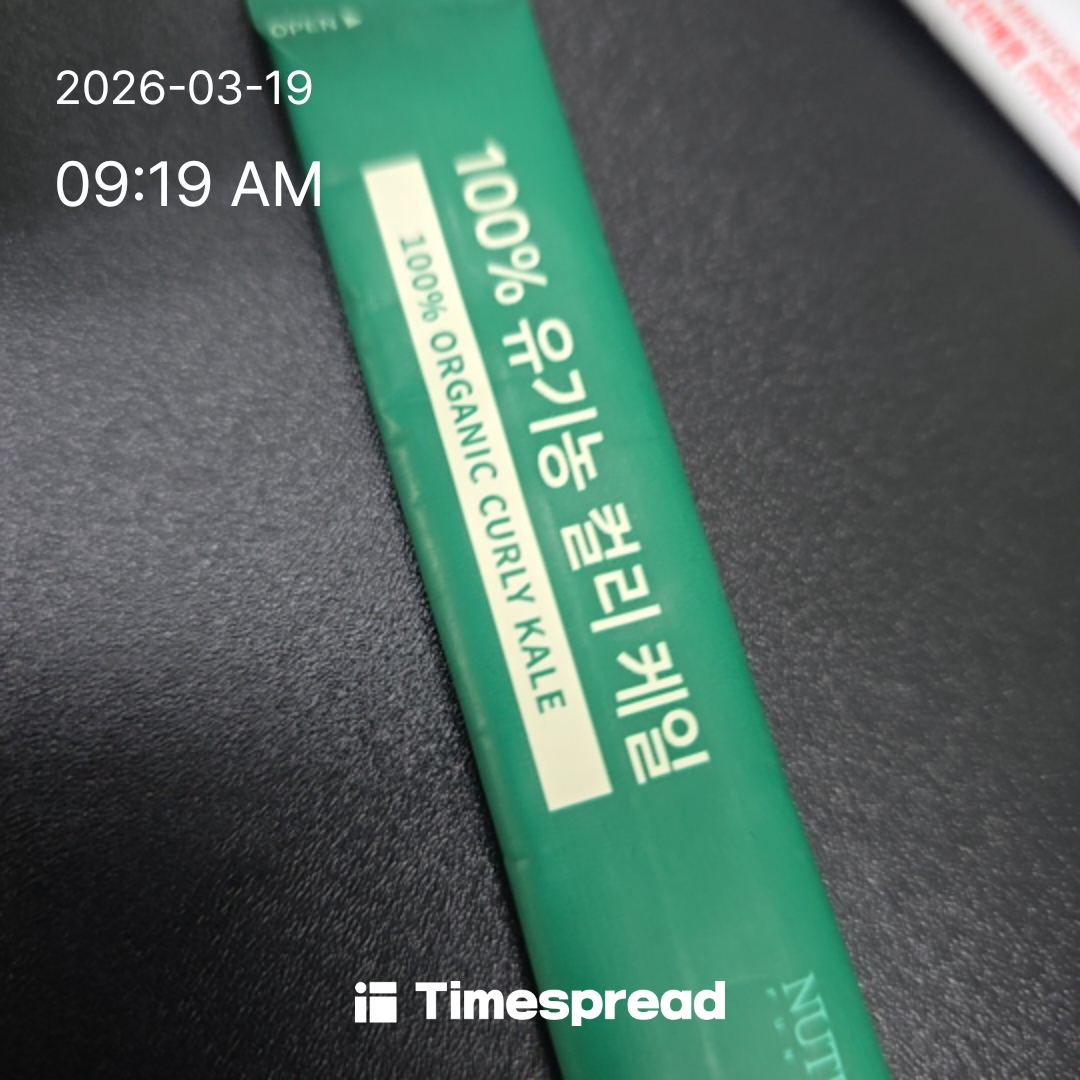 OPEN
2026-03-19
09:19 AM
100% 유기농 컬리 케일
100% ORGANIC CURLY KALE
Timespread